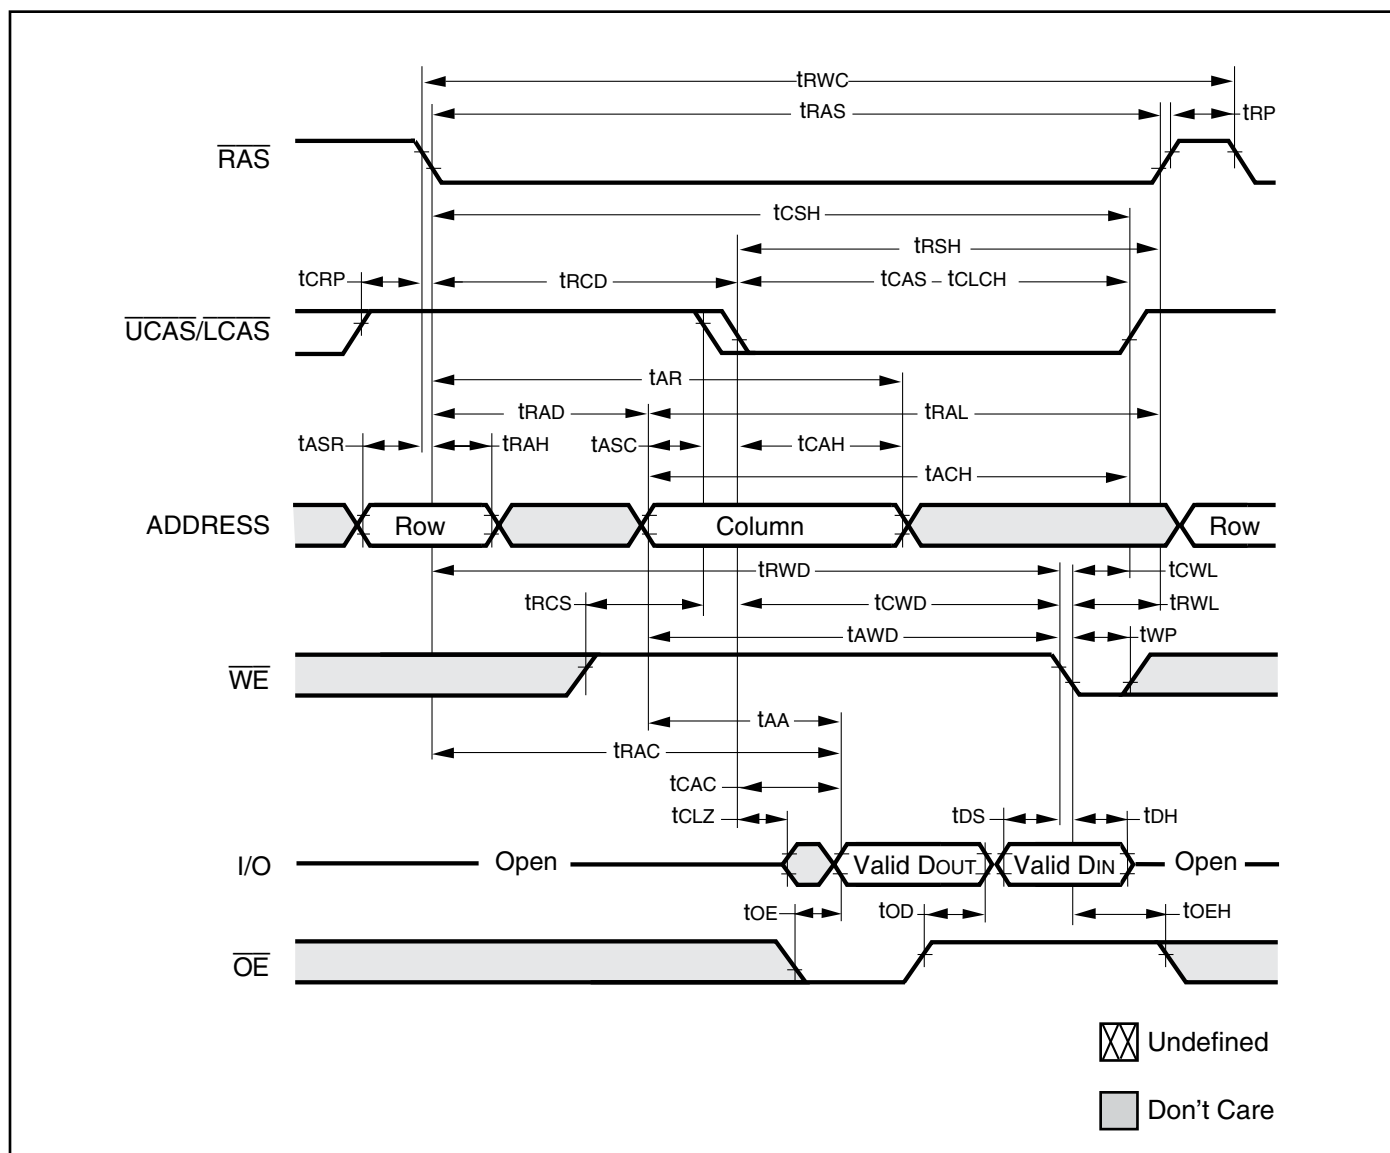 tRWC
tRAS
tRP
RAS
tCSH
tRSH
tCRP
tRCD
tCAS – tCLCH
UCAS/LCAS
tAR
tRAD
tRAL
tASR
tRAH
tASC
tCAH
tACH
ADDRESS
Row
Column
Row
tRWD
tCWL
tRCS
tCWD
tRWL
tAWD
tWP
WE
tAA
tRAC
tCAC
tCLZ
tDS
tDH
I/O
Open
Valid DOUT
Valid DIN
Open
tOE
tOD
tOEH
OE
Undefined
Don't Care